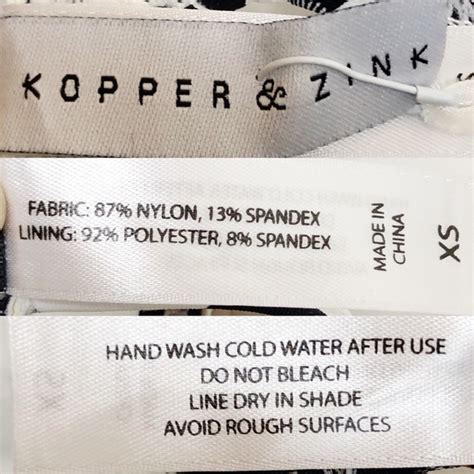 KOPPER & ZINK
FABRIC: 87% NYLON, 13% SPANDEX
LINING: 92% POLYESTER, 8% SPANDEX
MADE IN
CHINA
XS
HAND WASH COLD WATER AFTER USE
DO NOT BLEACH
LINE DRY IN SHADE
AVOID ROUGH SURFACES